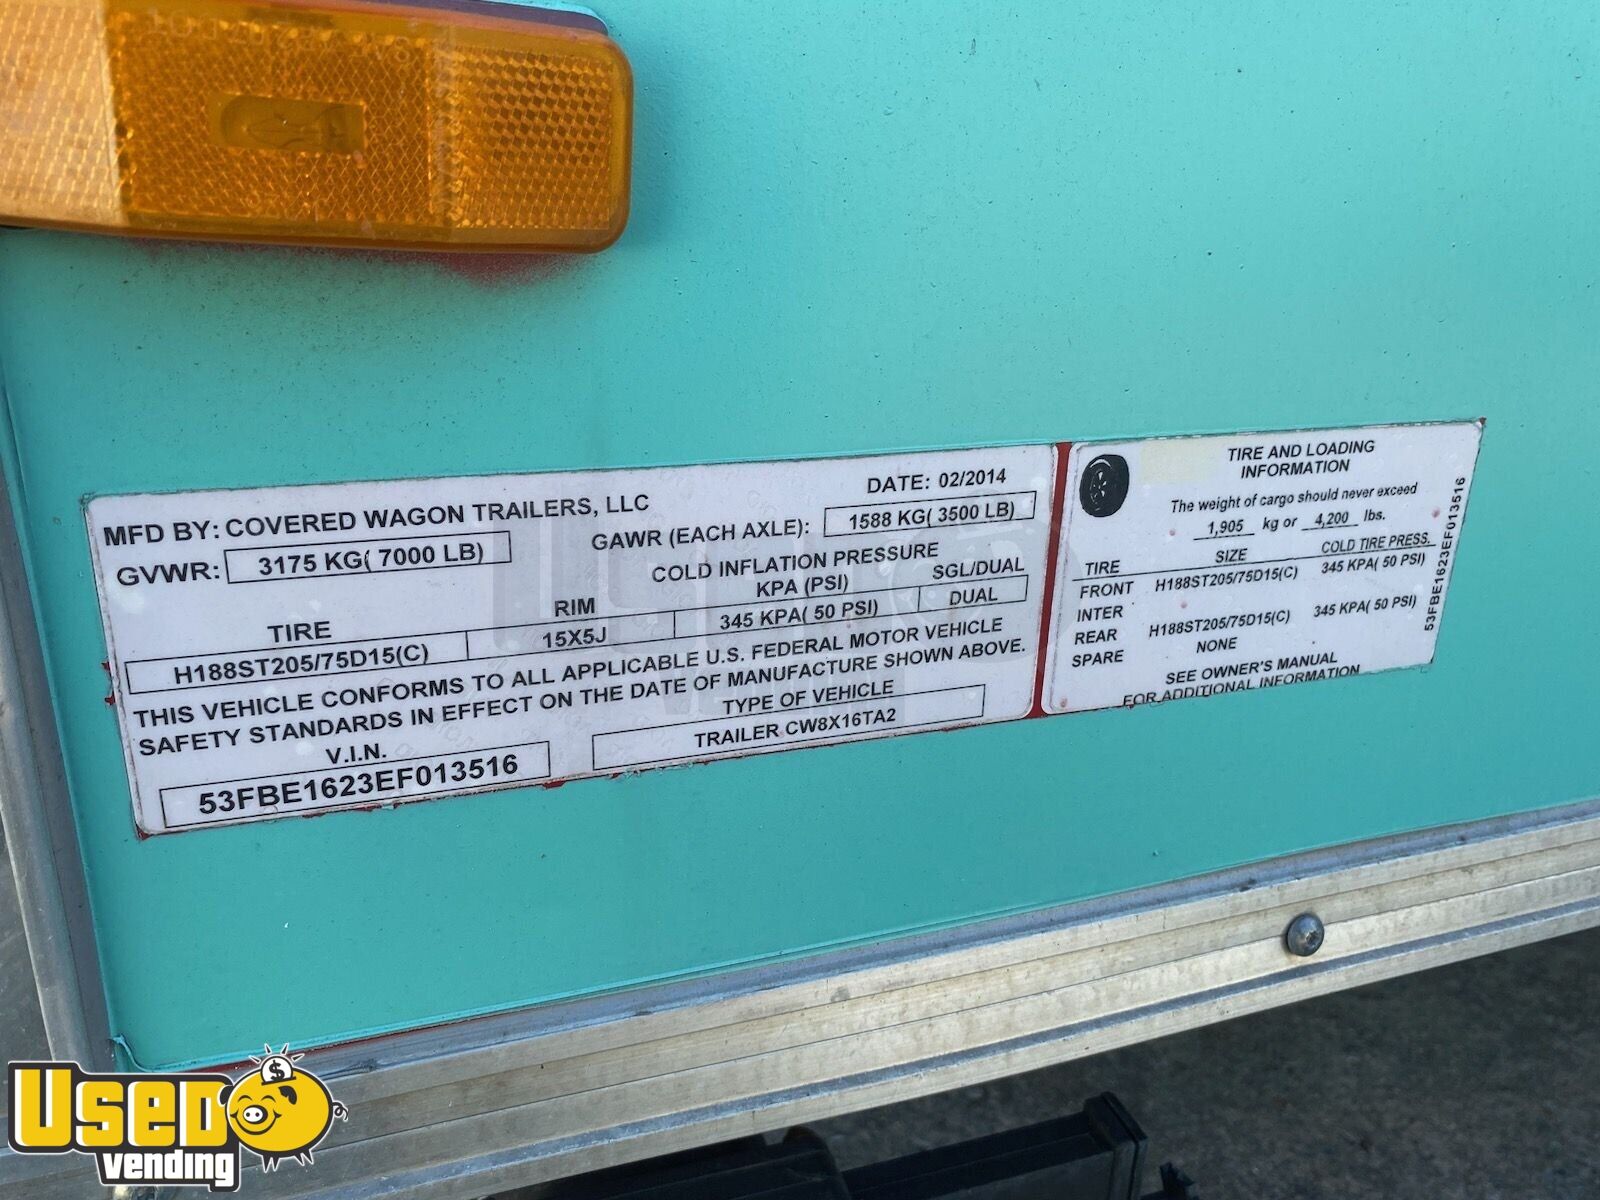 MFD BY: COVERED WAGON TRAILERS, LLC
DATE: 02/2014
GVWR: 3175 KG( 7000 LB)
GAWR (EACH AXLE): 1588 KG( 3500 LB)
COLD INFLATION PRESSURE
TIRE RIM KPA (PSI) SGL/DUAL
H188ST205/75D15(C) 15X5J 345 KPA( 50 PSI) DUAL
THIS VEHICLE CONFORMS TO ALL APPLICABLE U.S. FEDERAL MOTOR VEHICLE
SAFETY STANDARDS IN EFFECT ON THE DATE OF MANUFACTURE SHOWN ABOVE.
V.I.N. TYPE OF VEHICLE
53FBE1623EF013516 TRAILER CW8X16TA2
TIRE AND LOADING
INFORMATION
The weight of cargo should never exceed
1,905 kg or 4,200 lbs.
TIRE SIZE COLD TIRE PRESS.
FRONT H188ST205/75D15(C) 345 KPA( 50 PSI)
INTER
REAR H188ST205/75D15(C) 345 KPA( 50 PSI)
SPARE NONE
SEE OWNER'S MANUAL
FOR ADDITIONAL INFORMATION
53FBE1623EF013516
USED
vending